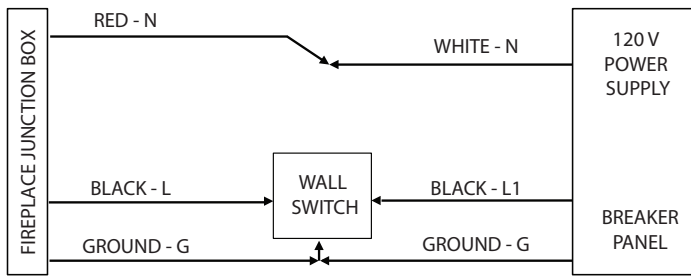 FIREPLACE JUNCTION BOX
RED - N
WHITE - N
120 V
POWER
SUPPLY
BLACK - L
WALL
SWITCH
BLACK - L1
GROUND - G
GROUND - G
BREAKER
PANEL